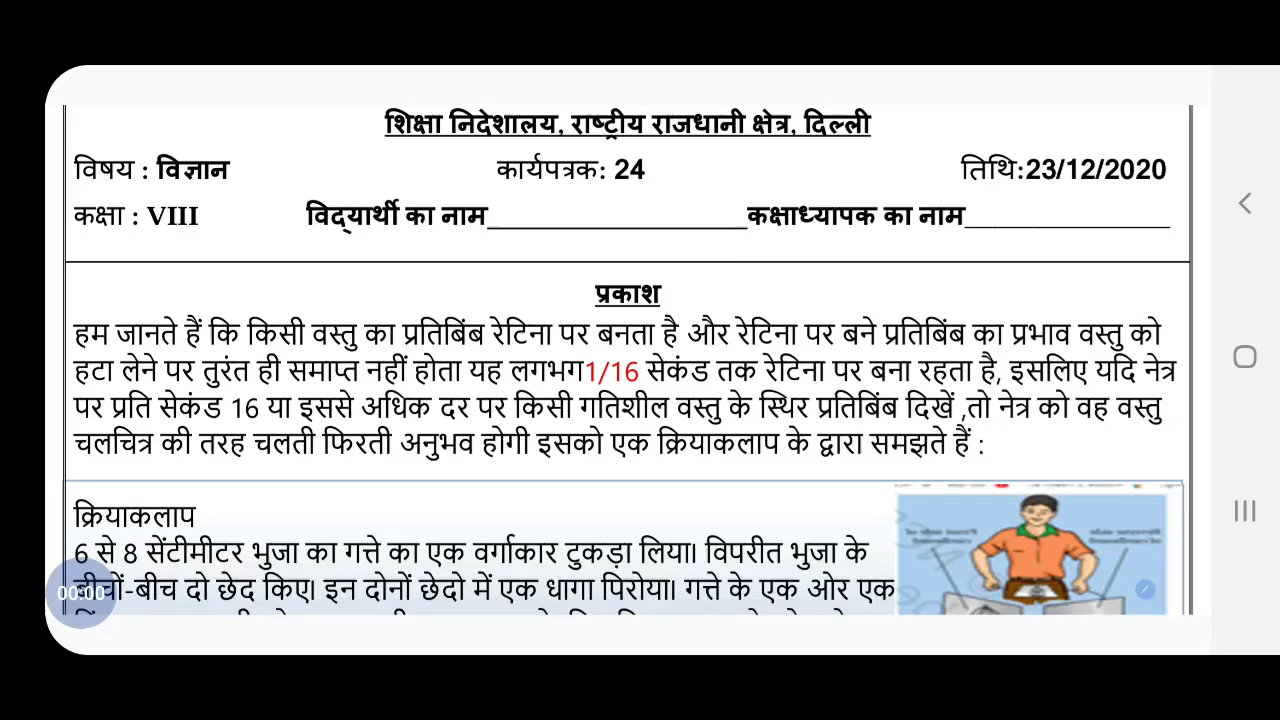 शिक्षा निदेशालय, राष्ट्रीय राजधानी क्षेत्र, दिल्ली
विषय : विज्ञान कार्यपत्रक: 24 तिथि:23/12/2020
कक्षा : VIII विद्यार्थी का नाम__________________कक्षाध्यापक का नाम______________
प्रकाश
हम जानते हैं कि किसी वस्तु का प्रतिबिंब रेटिना पर बनता है और रेटिना पर बने प्रतिबिंब का प्रभाव वस्तु को
हटा लेने पर तुरंत ही समाप्त नहीं होता यह लगभग1/16 सेकंड तक रेटिना पर बना रहता है, इसलिए यदि नेत्र
पर प्रति सेकंड 16 या इससे अधिक दर पर किसी गतिशील वस्तु के स्थिर प्रतिबिंब दिखें ,तो नेत्र को वह वस्तु
चलचित्र की तरह चलती फिरती अनुभव होगी इसको एक क्रियाकलाप के द्वारा समझते हैं :
क्रियाकलाप
6 से 8 सेंटीमीटर भुजा का गत्ते का एक वर्गाकार टुकड़ा लिया। विपरीत भुजा के
बीचों-बीच दो छेद किए। इन दोनों छेदो में एक धागा पिरोया। गत्ते के एक ओर एक
00:00